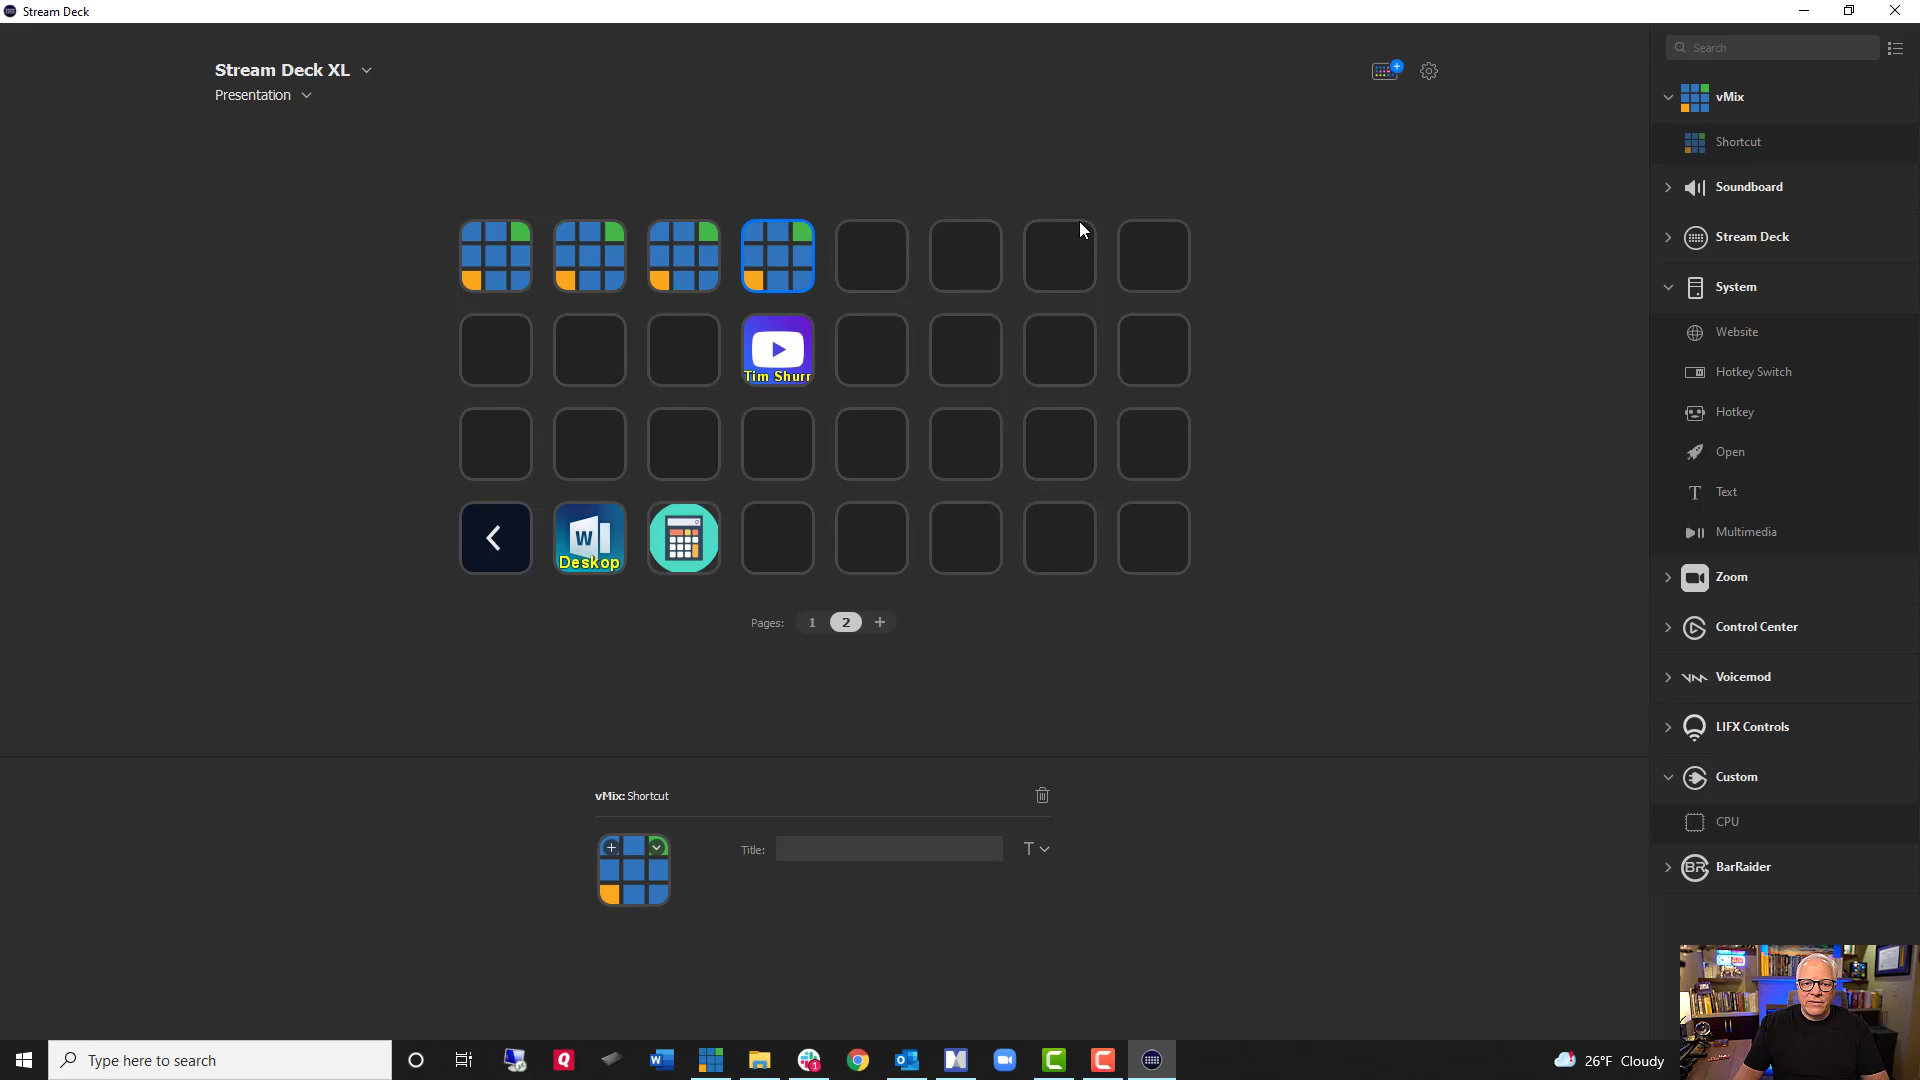 Stream Deck
Stream Deck XL
Presentation
Search
vMix
Shortcut
Soundboard
Stream Deck
System
Website
Hotkey Switch
Hotkey
Open
Text
Multimedia
Zoom
Control Center
Voicemod
LIFX Controls
Custom
CPU
BR BarRaider
Tim Shurr
W
Deskop
Pages: 1 2 +
vMix: Shortcut
Title:
T
Type here to search
Q
W
1
26°F Cloudy